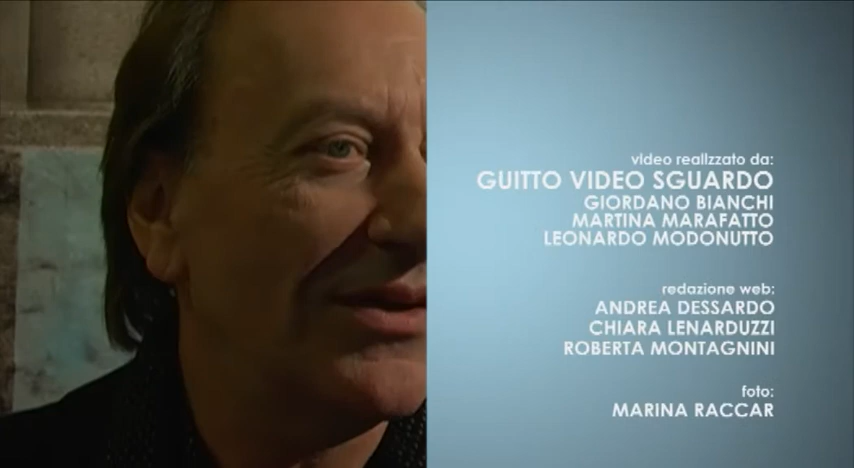 video realizzato da:
GUITTO VIDEO SGUARDO
GIORDANO BIANCHI
MARTINA MARAFATTO
LEONARDO MODONUTTO
redazione web:
ANDREA DESSARDO
CHIARA LENARDUZZI
ROBERTA MONTAGNINI
foto:
MARINA RACCAR